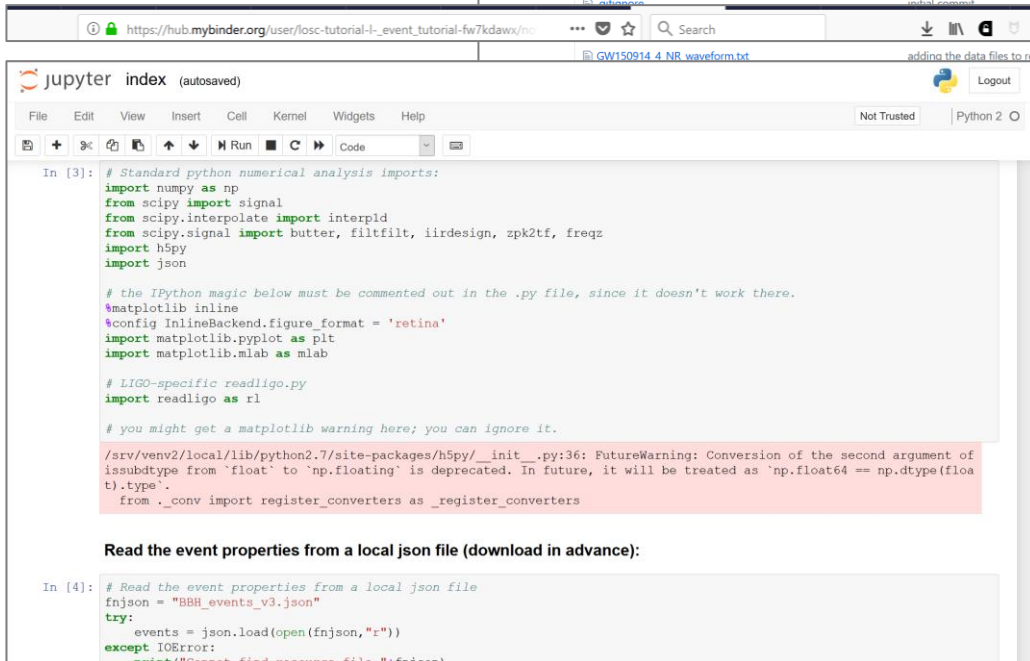 .gitignore
initial commit
https://hub.mybinder.org/user/losc-tutorial-l-_event_tutorial-fw7kdawx/no
Search
GW150914_4_NR_waveform.txt
adding the data files to r
jupyter index (autosaved)
Logout
File Edit View Insert Cell Kernel Widgets Help
Not Trusted
Python 2
Run
Code
In [3]: # Standard python numerical analysis imports:
import numpy as np
from scipy import signal
from scipy.interpolate import interp1d
from scipy.signal import butter, filtfilt, iirdesign, zpk2tf, freqz
import h5py
import json
# the IPython magic below must be commented out in the .py file, since it doesn't work there.
%matplotlib inline
%config InlineBackend.figure_format = 'retina'
import matplotlib.pyplot as plt
import matplotlib.mlab as mlab
# LIGO-specific readligo.py
import readligo as rl
# you might get a matplotlib warning here; you can ignore it.
/srv/venv2/local/lib/python2.7/site-packages/h5py/__init__.py:36: FutureWarning: Conversion of the second argument of
issubdtype from `float` to `np.floating` is deprecated. In future, it will be treated as `np.float64 == np.dtype(floa
t).type`.
from ._conv import register_converters as _register_converters
Read the event properties from a local json file (download in advance):
In [4]: # Read the event properties from a local json file
fnjson = "BBH_events_v3.json"
try:
events = json.load(open(fnjson,"r"))
except IOError:
print("Cannot find resource file "+fnjson)